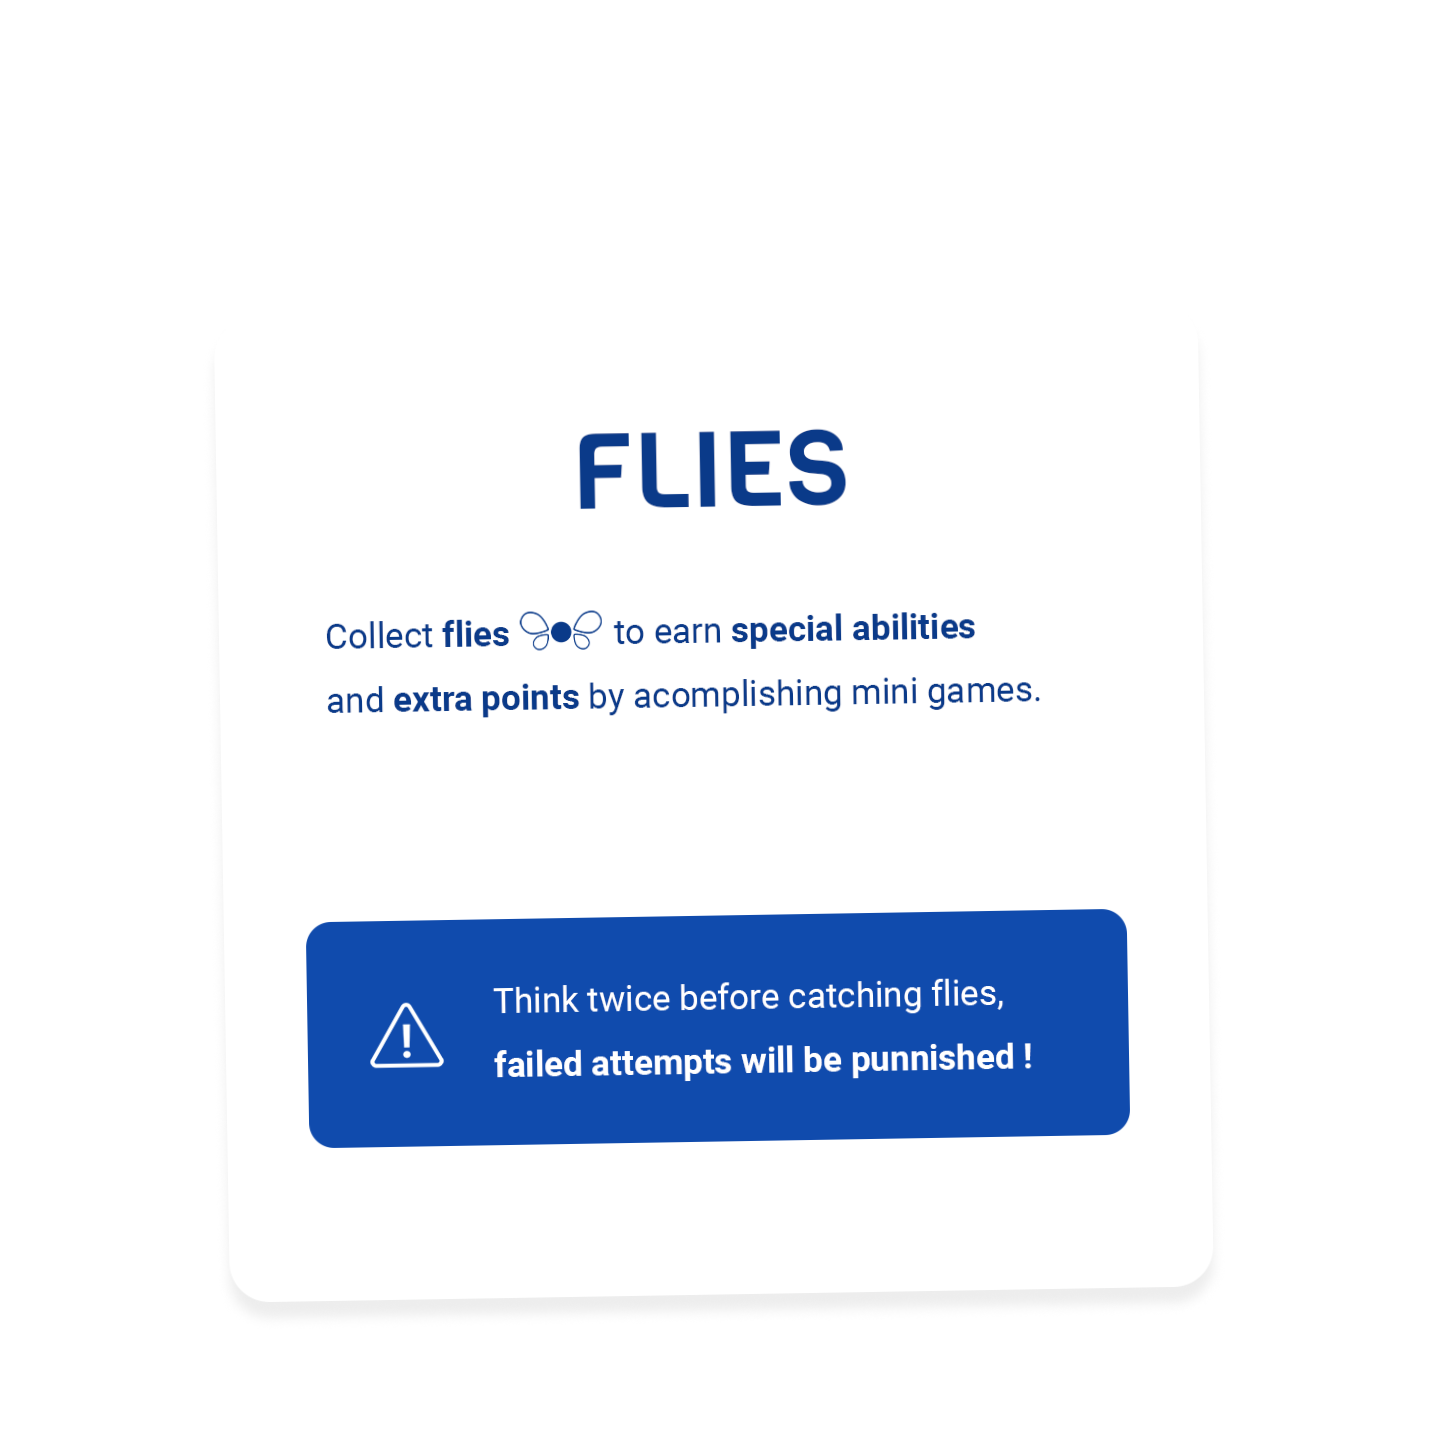 FLIES
Collect flies to earn special abilities
and extra points by acomplishing mini games.
Think twice before catching flies,
failed attempts will be punnished !